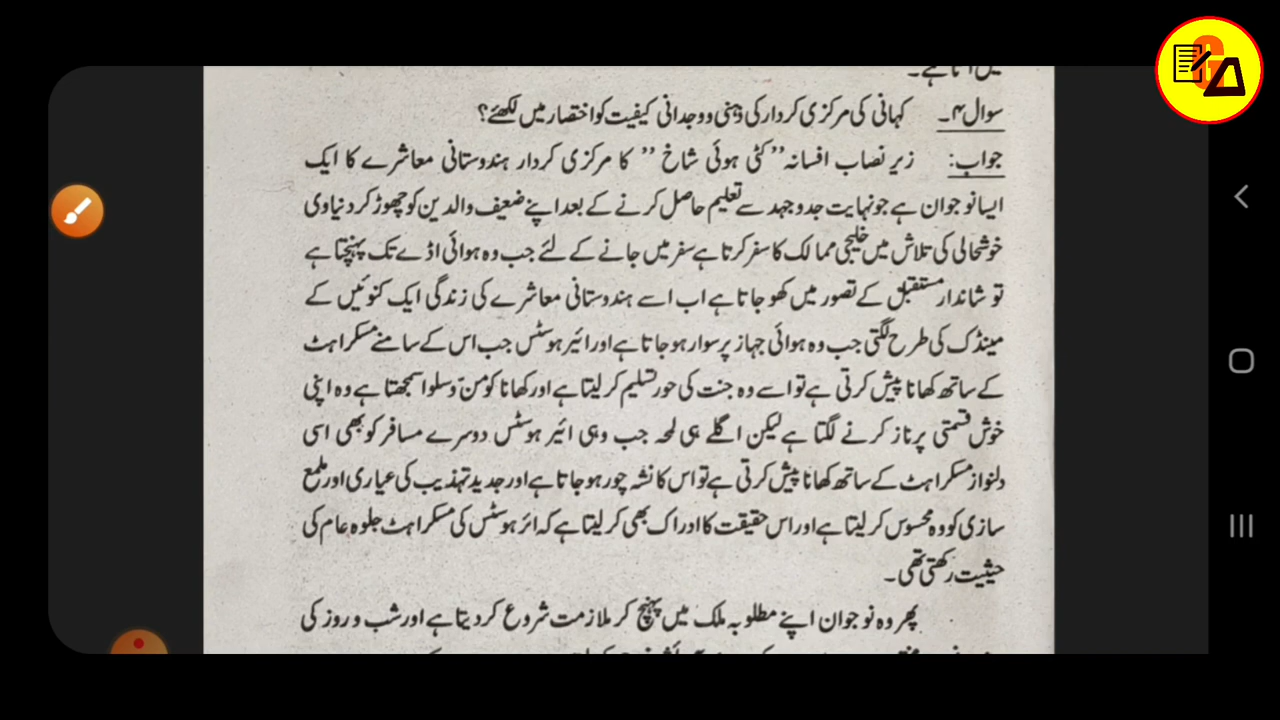 سوال ۴۔ کہانی کی مرکزی کردار کی ذہنی ووجدانی کیفیت کو اختصار میں لکھئے؟
جواب: زیر نصاب افسانہ ”کٹی ہوئی شاخ ” کا مرکزی کردار ہندوستانی معاشرے کا ایک
ایسا نوجوان ہے جو نہایت جدوجہد سے تعلیم حاصل کرنے کے بعد اپنے ضعیف والدین کو چھوڑ کر دنیاوی
خوشحالی کی تلاش میں خلیجی ممالک کا سفر کرتا ہے سفر میں جانے کے لئے جب وہ ہوائی اڈے تک پہنچتا ہے
تو شاندار مستقبل کے تصور میں کھو جاتا ہے اب اسے ہندوستانی معاشرے کی زندگی ایک کنوئیں کے
مینڈک کی طرح لگتی جب وہ ہوائی جہاز پر سوار ہو جاتا ہے اور ائیر ہوسٹس جب اس کے سامنے مسکراہٹ
کے ساتھ کھانا پیش کرتی ہے تو اسے وہ جنت کی حور تسلیم کر لیتا ہے اور کھانا کو منّ وسلوا سمجھتا ہے وہ اپنی
خوش قسمتی پر ناز کرنے لگتا ہے لیکن اگلے ہی لمحہ جب وہی ائیر ہوسٹس دوسرے مسافر کو بھی اسی
دلنواز مسکراہٹ کے ساتھ کھانا پیش کرتی ہے تو اس کا نشہ چور ہو جاتا ہے اور جدید تہذیب کی عیاری اور ملمع
سازی کو وہ محسوس کر لیتا ہے اور اس حقیقت کا ادراک بھی کر لیتا ہے کہ ائر ہوسٹس کی مسکراہٹ جلوہ عام کی
حیثیت رکھتی تھی۔
پھر وہ نوجوان اپنے مطلوبہ ملک میں پہنچ کر ملازمت شروع کر دیتا ہے اور شب و روز کی